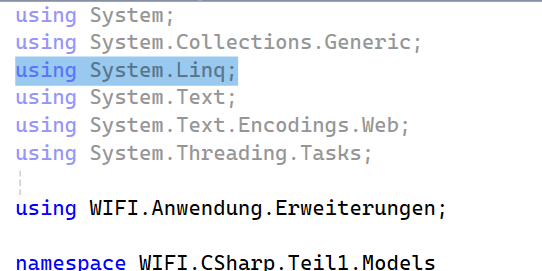 using System;
using System.Collections.Generic;
using System.Linq;
using System.Text;
using System.Text.Encodings.Web;
using System.Threading.Tasks;
using WIFI.Anwendung.Erweiterungen;
namespace WIFI.CSharp.Teil1.Models